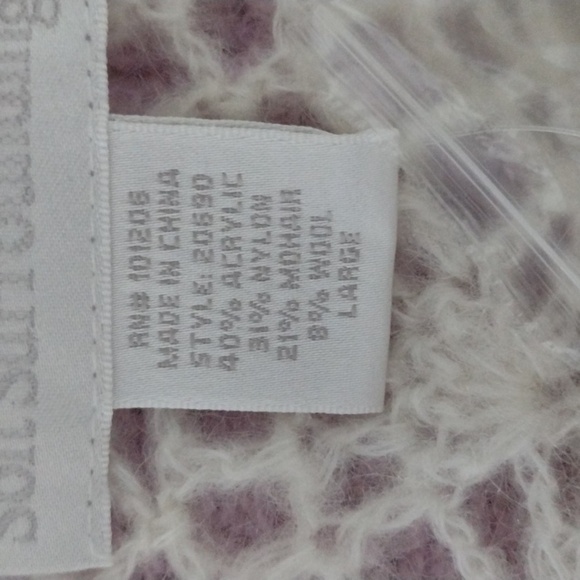 RN# 101206
MADE IN CHINA
STYLE: 20690
40% ACRYLIC
31% NYLON
21% MOHAIR
8% WOOL
LARGE